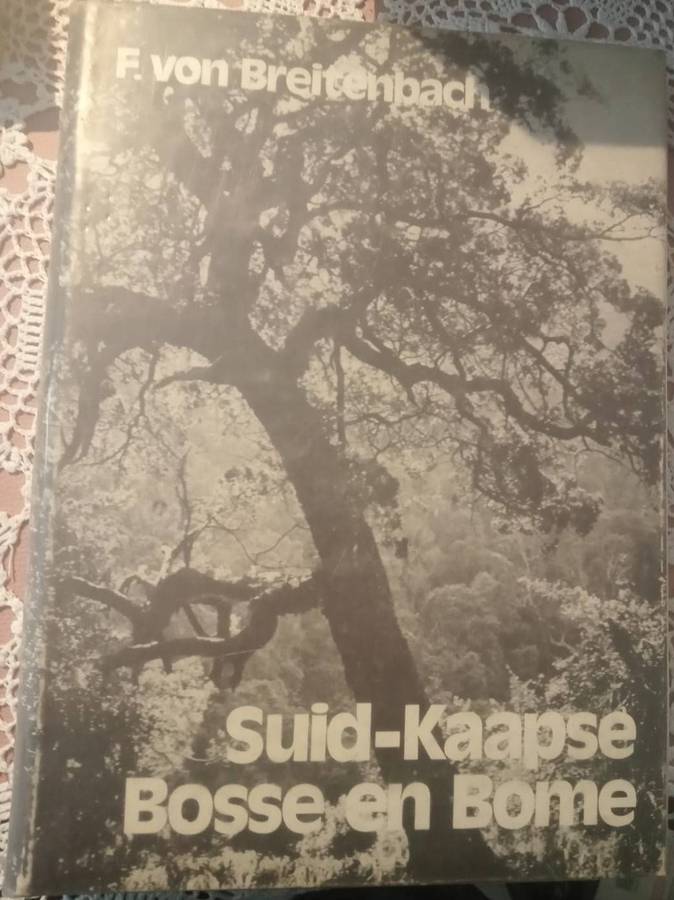 F. von Breitenbach
Suid-Kaapse
Bosse en Bome